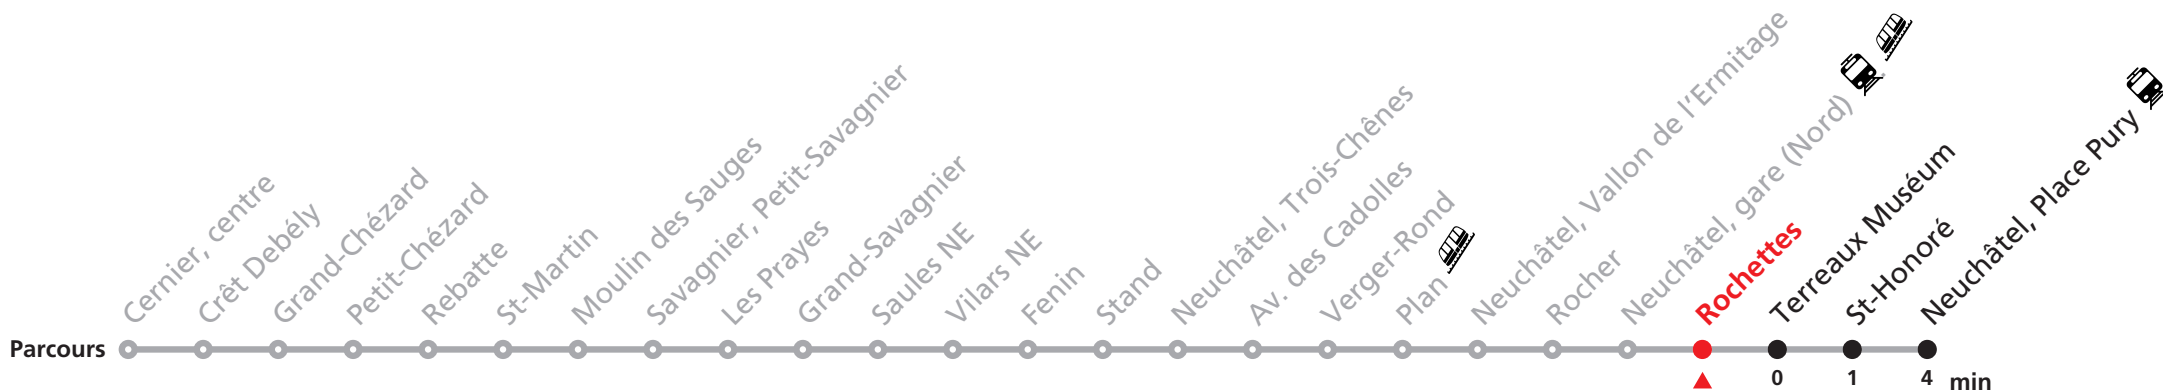 Parcours
Cernier, centre
Crêt Debély
Grand-Chézard
Petit-Chézard
Rebatte
St-Martin
Moulin des Sauges
Savagnier, Petit-Savagnier
Les Prayes
Grand-Savagnier
Saules NE
Vilars NE
Fenin
Stand
Neuchâtel, Trois-Chênes
Av. des Cadolles
Verger-Rond
Plan
Neuchâtel, Vallon de l'Ermitage
Rocher
Neuchâtel, gare (Nord)
Rochettes
Terreaux Muséum
St-Honoré
Neuchâtel, Place Pury
0 1 4 min